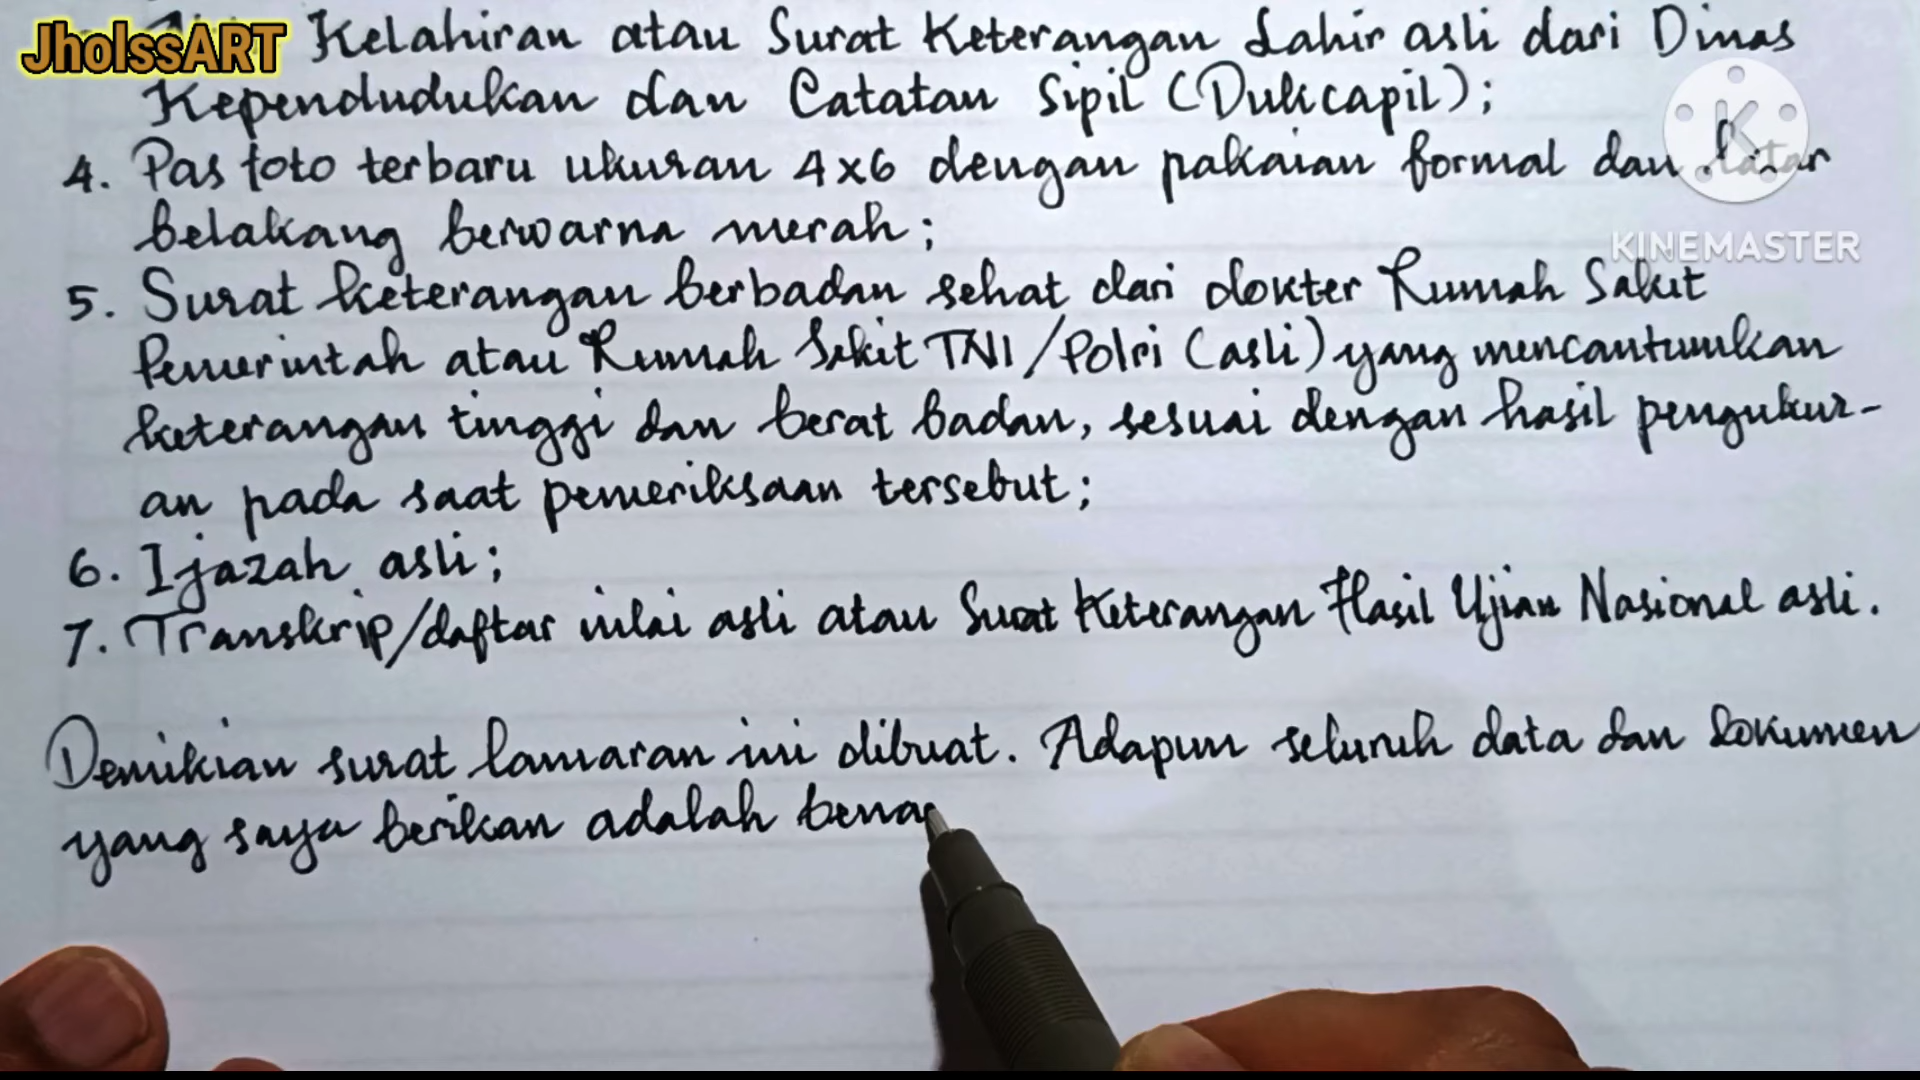 JhoIssART
Kelahiran atau Surat Keterangan Lahir asli dari Dinas
Kependudukan dan Catatan Sipil (Dukcapil);
4. Pas foto terbaru ukuran 4x6 dengan pakaian formal dan latar
belakang berwarna merah;
KINEMASTER
5. Surat keterangan berbadan sehat dari dokter Rumah Sakit
Pemerintah atau Rumah Sakit TNI/Polri (asli) yang mencantumkan
keterangan tinggi dan berat badan, sesuai dengan hasil pengukur-
an pada saat pemeriksaan tersebut;
6. Ijazah asli;
7. Transkrip/daftar nilai asli atau Surat Keterangan Hasil Ujian Nasional asli.
Demikian surat lamaran ini dibuat. Adapun seluruh data dan dokumen
yang saya berikan adalah bena